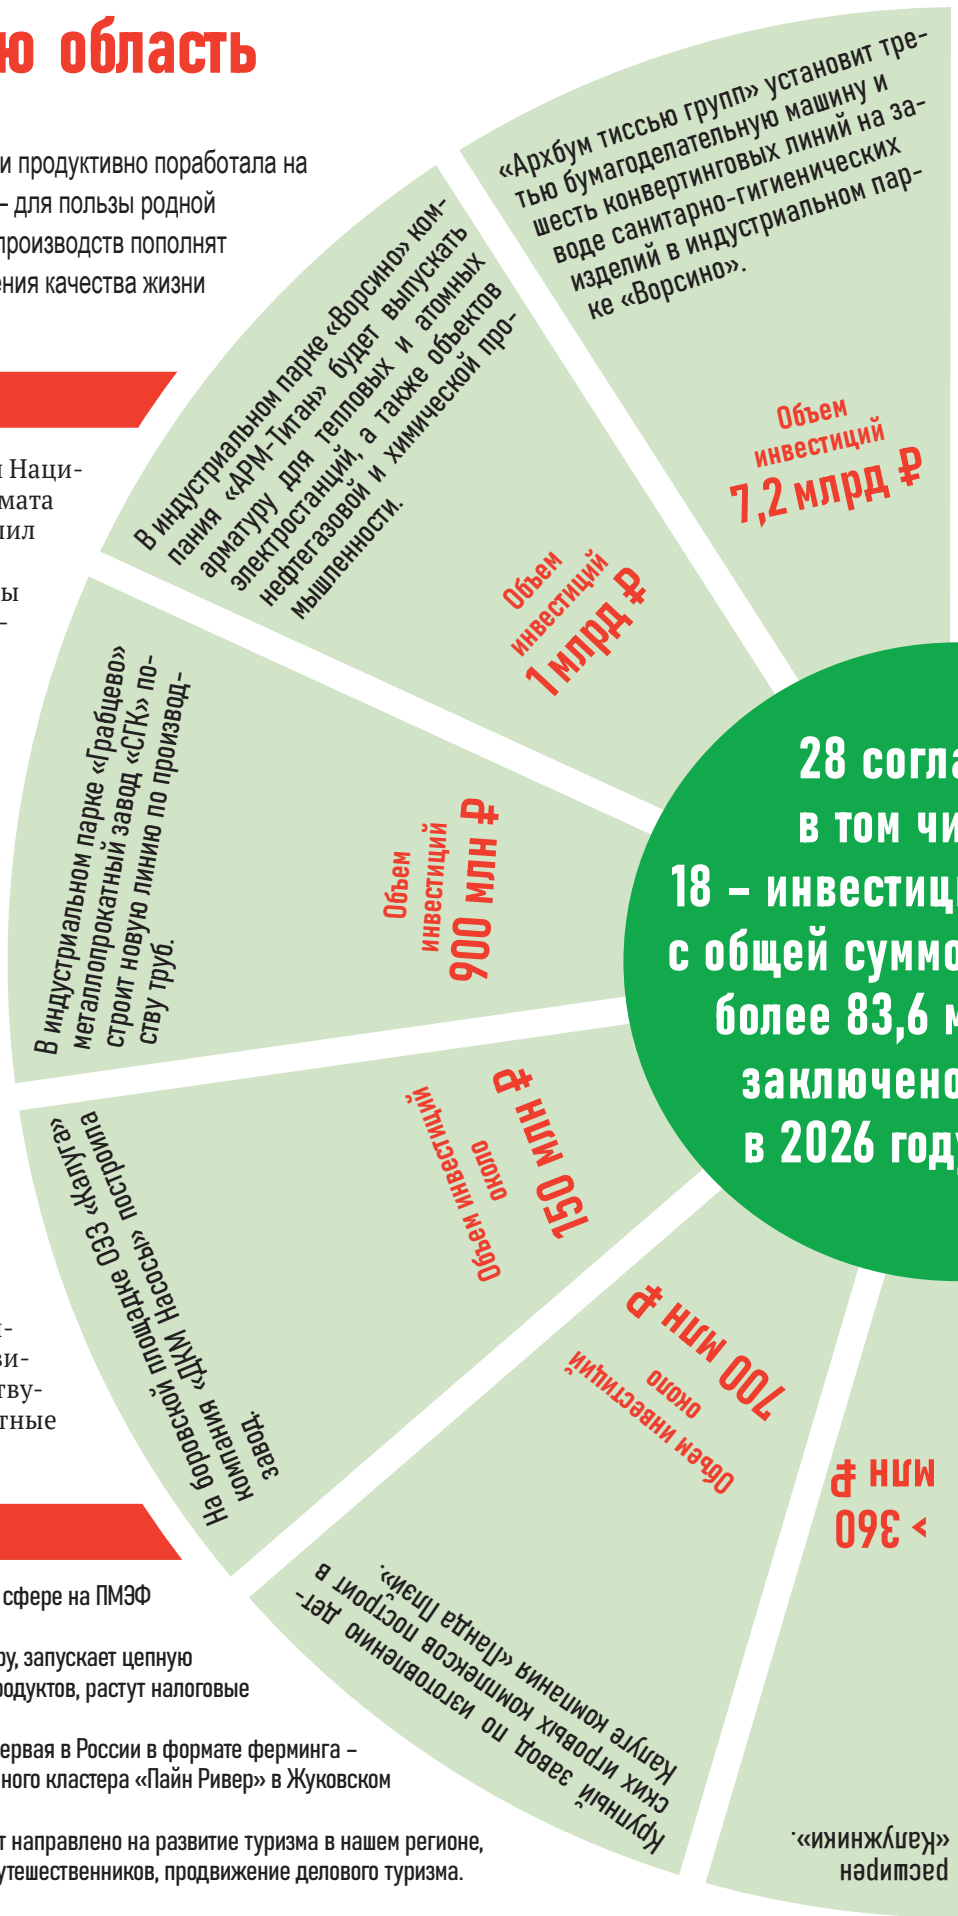 ю область
и продуктивно поработала на
– для пользы родной
производств пополнят
ения качества жизни
Наци-
мата
пил
ы
–
ви-
тву-
тные
сфере на ПМЭФ
ру, запускает цепную
родуктов, растут налоговые
ервая в России в формате ферминга –
ного кластера «Пайн Ривер» в Жуковском
т направлено на развитие туризма в нашем регионе,
утешественников, продвижение делового туризма.
«Архбум тиссью групп» установит тре-
тью бумагоделательную машину и
шесть конвертинговых линий на за-
воде санитарно-гигиенических
изделий в индустриальном пар-
ке «Ворсино».
Объем
инвестиций
7,2 млрд ₽
В индустриальном парке «Ворсино» ком-
пания «АРМ-Титан» будет выпускать
арматуру для тепловых и атомных
электростанций, а также объектов
нефтегазовой и химической про-
мышленности.
Объем
инвестиций
1 млрд ₽
В индустриальном парке «Грабцево»
металлопрокатный завод «СГК» по-
строит новую линию по производ-
ству труб.
Объем
инвестиций
900 млн ₽
На боровской площадке ОЭЗ «Калуга»
компания «ДКМ Насосы» построила
завод.
Объем инвестиций
около
150 млн ₽
Крупный завод по изготовлению дет-
ских игровых комплексов построит в
Калуге компания «Панда Плэй».
Объем инвестиций
около
700 млн ₽
расширен
«Калужники».
> 360
млн ₽
28 согла
в том чи
18 – инвестици
с общей суммо
более 83,6 м
заключено
в 2026 году